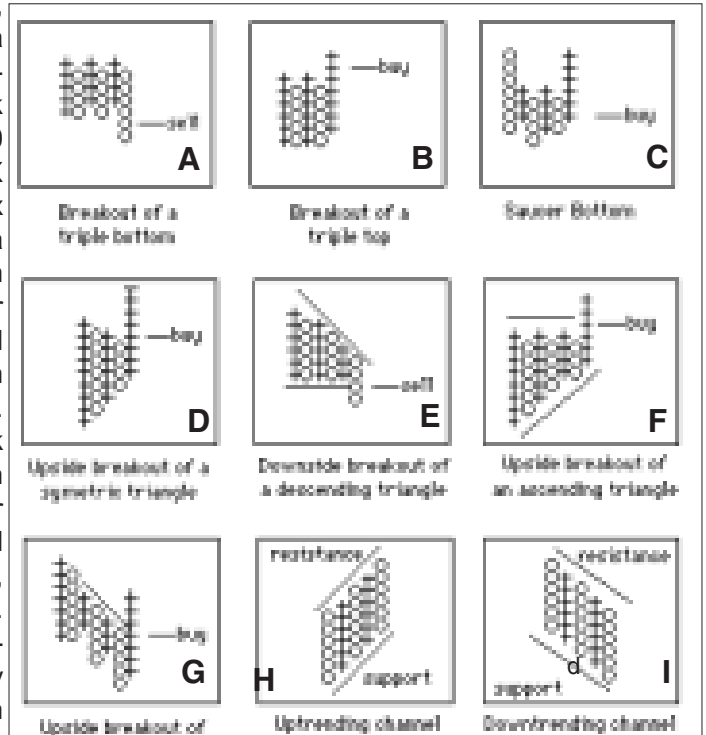 sell
A
Breakout of a
triple bottom
buy
B
Breakout of a
triple top
buy
C
Saucer Bottom
buy
D
Upside breakout of a
symetric triangle
sell
E
Downside breakout of
a descending triangle
buy
F
Upside breakout of
an ascending triangle
buy
G
Upside breakout of
resistance
support
H
Uptrending channel
resistance
support
d
I
Downtrending channel